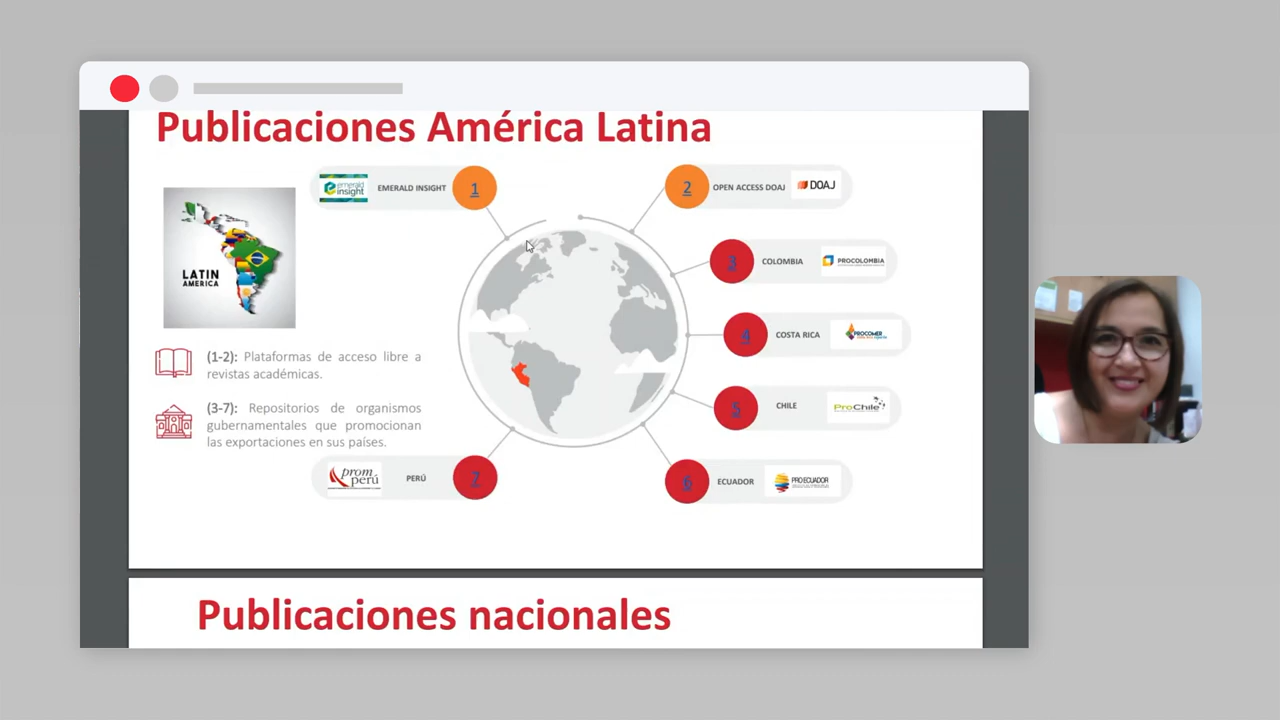 Publicaciones América Latina
emerald insight
EMERALD INSIGHT
1
2
OPEN ACCESS DOAJ
DOAJ
LATIN
AMERICA
3
COLOMBIA
PROCOLOMBIA
4
COSTA RICA
PROCOMER
(1-2): Plataformas de acceso libre a
revistas académicas.
5
CHILE
ProChile
(3-7): Repositorios de organismos
gubernamentales que promocionan
las exportaciones en sus países.
prom
perú
PERÚ
7
6
ECUADOR
PRO ECUADOR
Publicaciones nacionales